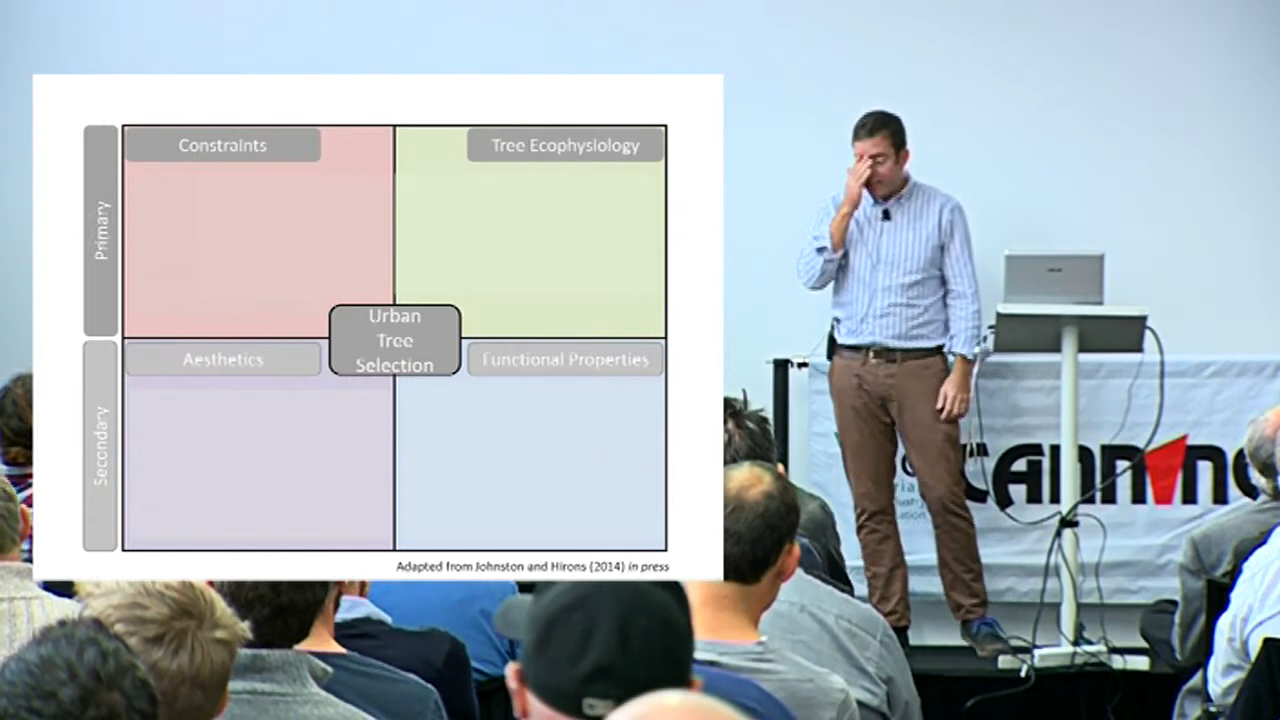 Constraints
Tree Ecophysiology
Primary
Urban
Tree
Selection
Aesthetics
Functional Properties
Secondary
Adapted from Johnston and Hirons (2014) in press